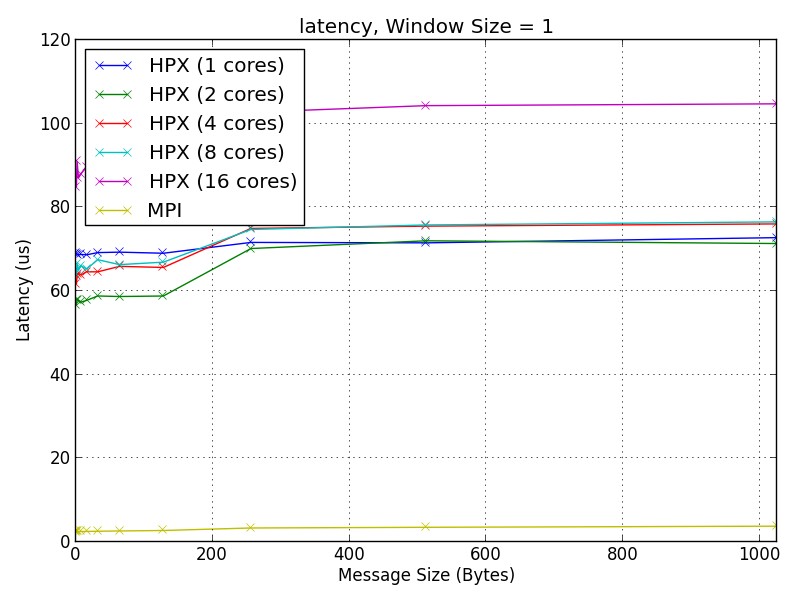 latency, Window Size = 1
120
100
80
60
40
20
0
Latency (us)
HPX (1 cores)
HPX (2 cores)
HPX (4 cores)
HPX (8 cores)
HPX (16 cores)
MPI
0 200 400 600 800 1000
Message Size (Bytes)